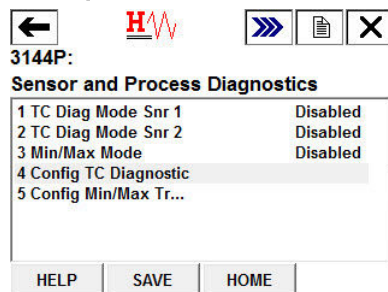 H
3144P:
Sensor and Process Diagnostics
1 TC Diag Mode Snr 1 Disabled
2 TC Diag Mode Snr 2 Disabled
3 Min/Max Mode Disabled
4 Config TC Diagnostic
5 Config Min/Max Tr...
HELP SAVE HOME